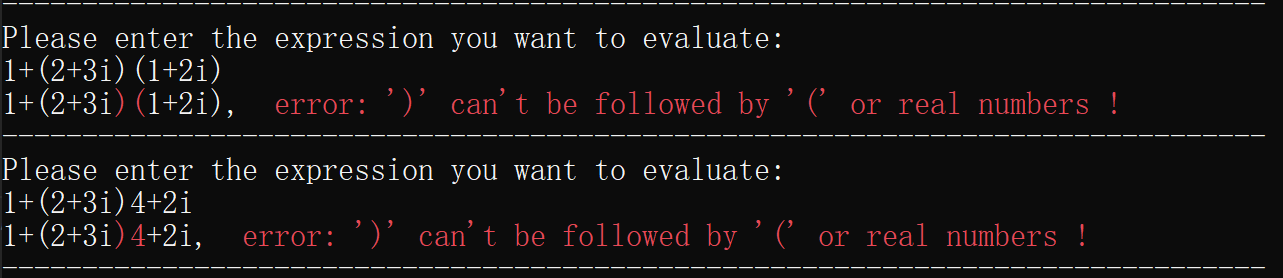 Please enter the expression you want to evaluate:
1+(2+3i)(1+2i)
1+(2+3i)(1+2i),  error: ')' can't be followed by '(' or real numbers !
Please enter the expression you want to evaluate:
1+(2+3i)4+2i
1+(2+3i)4+2i,  error: ')' can't be followed by '(' or real numbers !